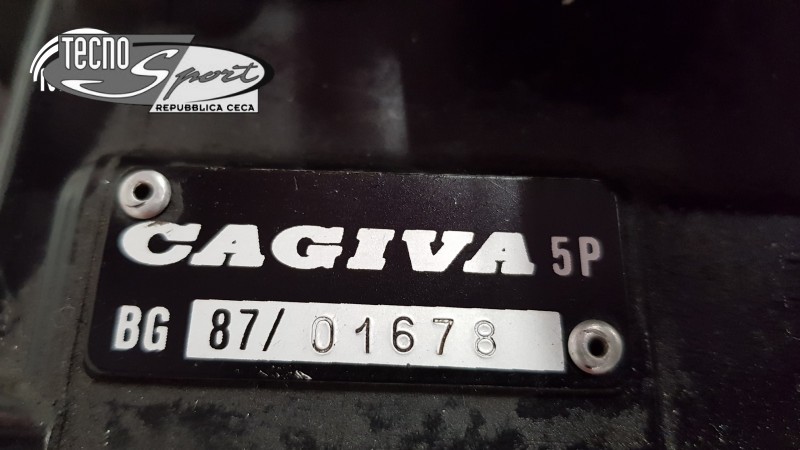 TECNO
Sport
REPUBBLICA CECA
CAGIVA 5P
BG 87/ 01678